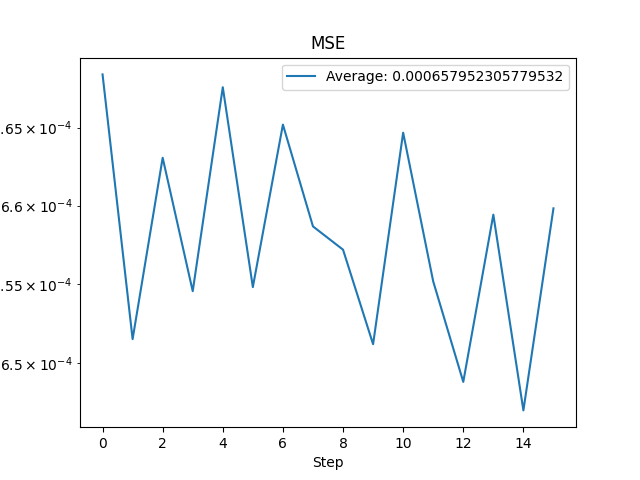 MSE
Average: 0.000657952305779532
.65 × 10⁻⁴
6.6 × 10⁻⁴
.55 × 10⁻⁴
6.5 × 10⁻⁴
0 2 4 6 8 10 12 14
Step